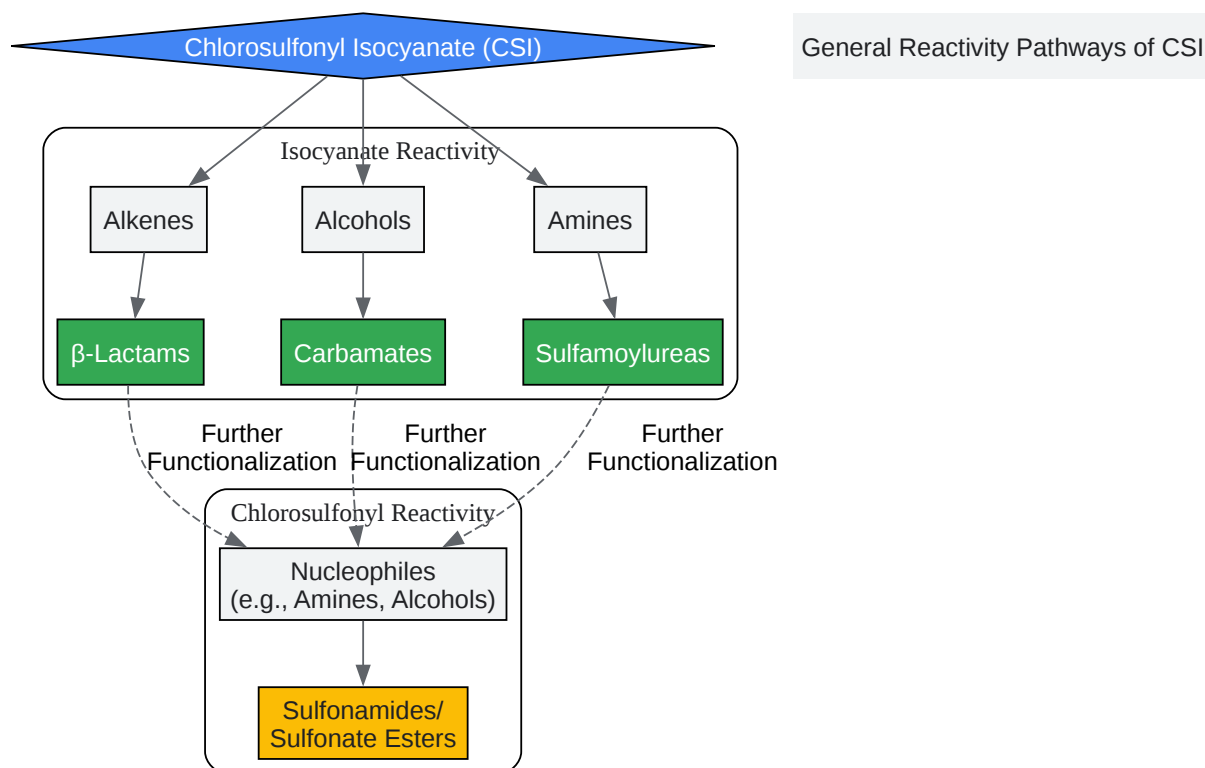 Chlorosulfonyl Isocyanate (CSI)
General Reactivity Pathways of CSI
Isocyanate Reactivity
Alkenes
Alcohols
Amines
β-Lactams
Carbamates
Sulfamoylureas
Further
Functionalization
Further
Functionalization
Further
Functionalization
Chlorosulfonyl Reactivity
Nucleophiles
(e.g., Amines, Alcohols)
Sulfonamides/
Sulfonate Esters